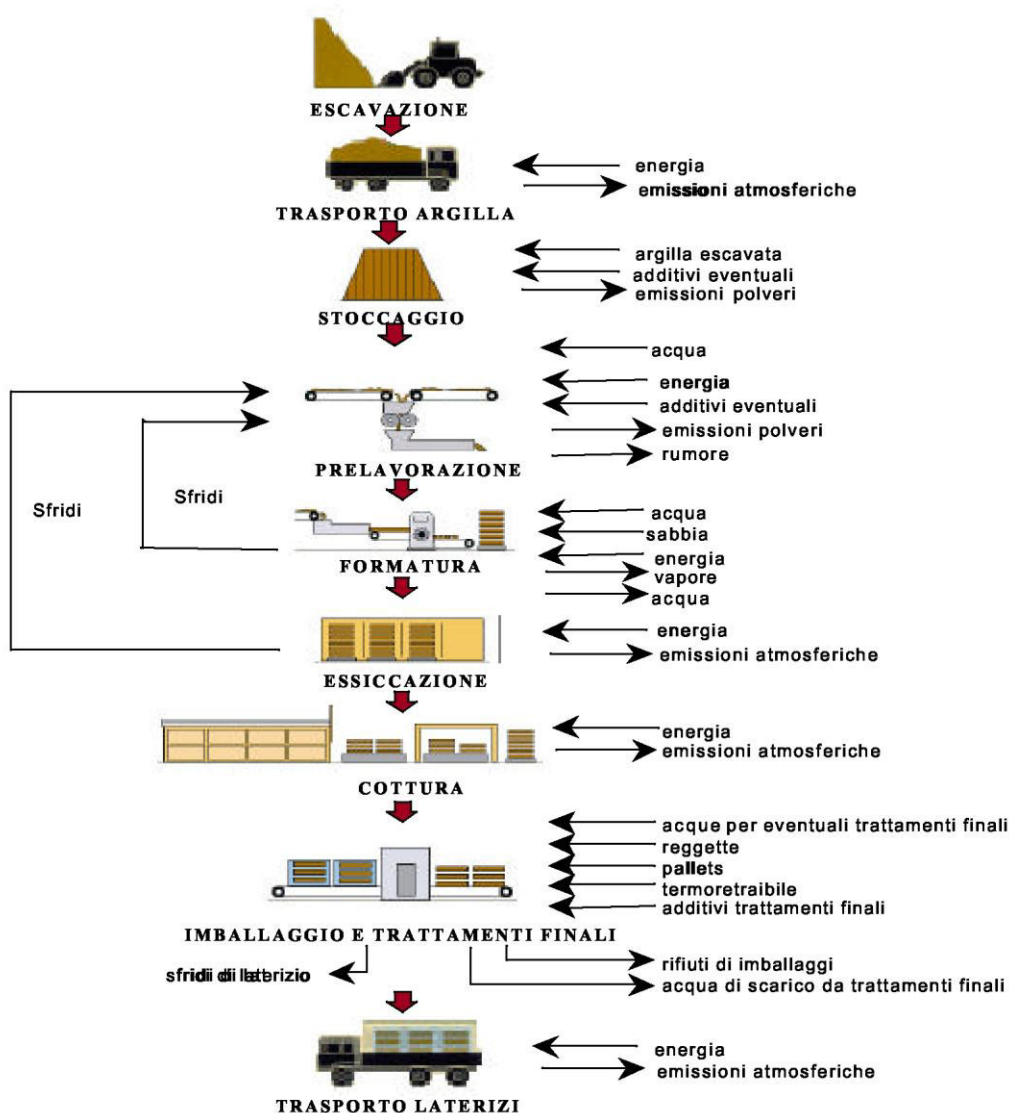 ESCAVAZIONE
energia
emissioni atmosferiche
TRASPORTO ARGILLA
argilla escavata
additivi eventuali
emissioni polveri
STOCCAGGIO
acqua
energia
additivi eventuali
emissioni polveri
rumore
PRELAVORAZIONE
Sfridi
Sfridi
acqua
sabbia
energia
vapore
acqua
FORMATURA
energia
emissioni atmosferiche
ESSICCAZIONE
energia
emissioni atmosferiche
COTTURA
acque per eventuali trattamenti finali
reggette
pallets
termoretraibile
additivi trattamenti finali
IMBALLAGGIO E TRATTAMENTI FINALI
sfridi di laterizio
rifiuti di imballaggi
acqua di scarico da trattamenti finali
energia
emissioni atmosferiche
TRASPORTO LATERIZI